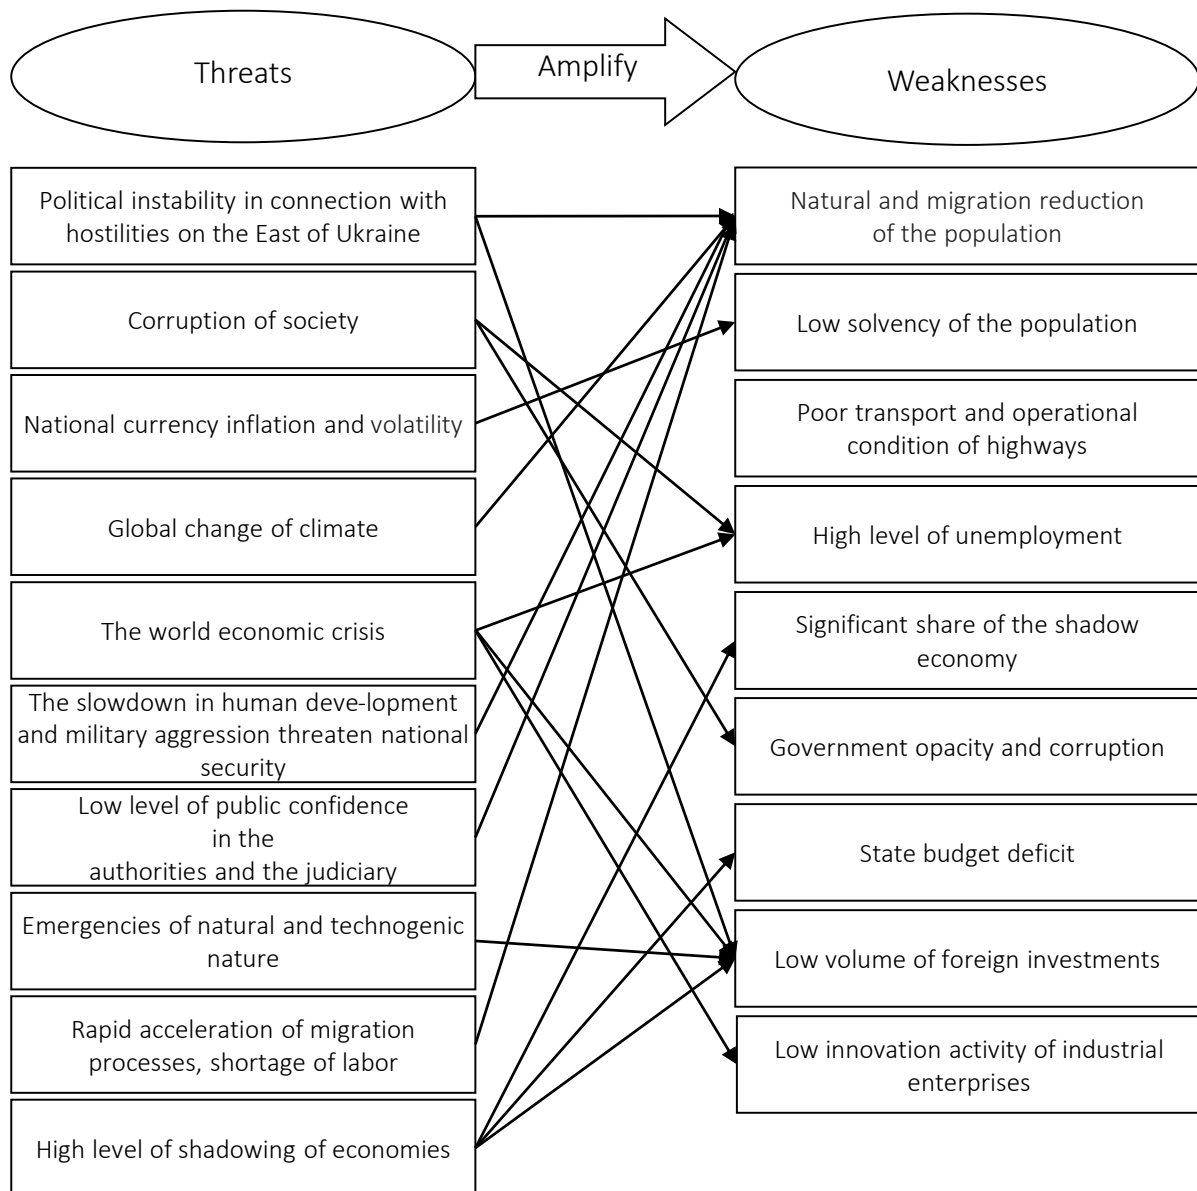 Threats
Amplify
Weaknesses
Political instability in connection with
hostilities on the East of Ukraine
Corruption of society
National currency inflation and volatility
Global change of climate
The world economic crisis
The slowdown in human deve-lopment
and military aggression threaten national
security
Low level of public confidence
in the
authorities and the judiciary
Emergencies of natural and technogenic
nature
Rapid acceleration of migration
processes, shortage of labor
High level of shadowing of economies
Natural and migration reduction
of the population
Low solvency of the population
Poor transport and operational
condition of highways
High level of unemployment
Significant share of the shadow
economy
Government opacity and corruption
State budget deficit
Low volume of foreign investments
Low innovation activity of industrial
enterprises